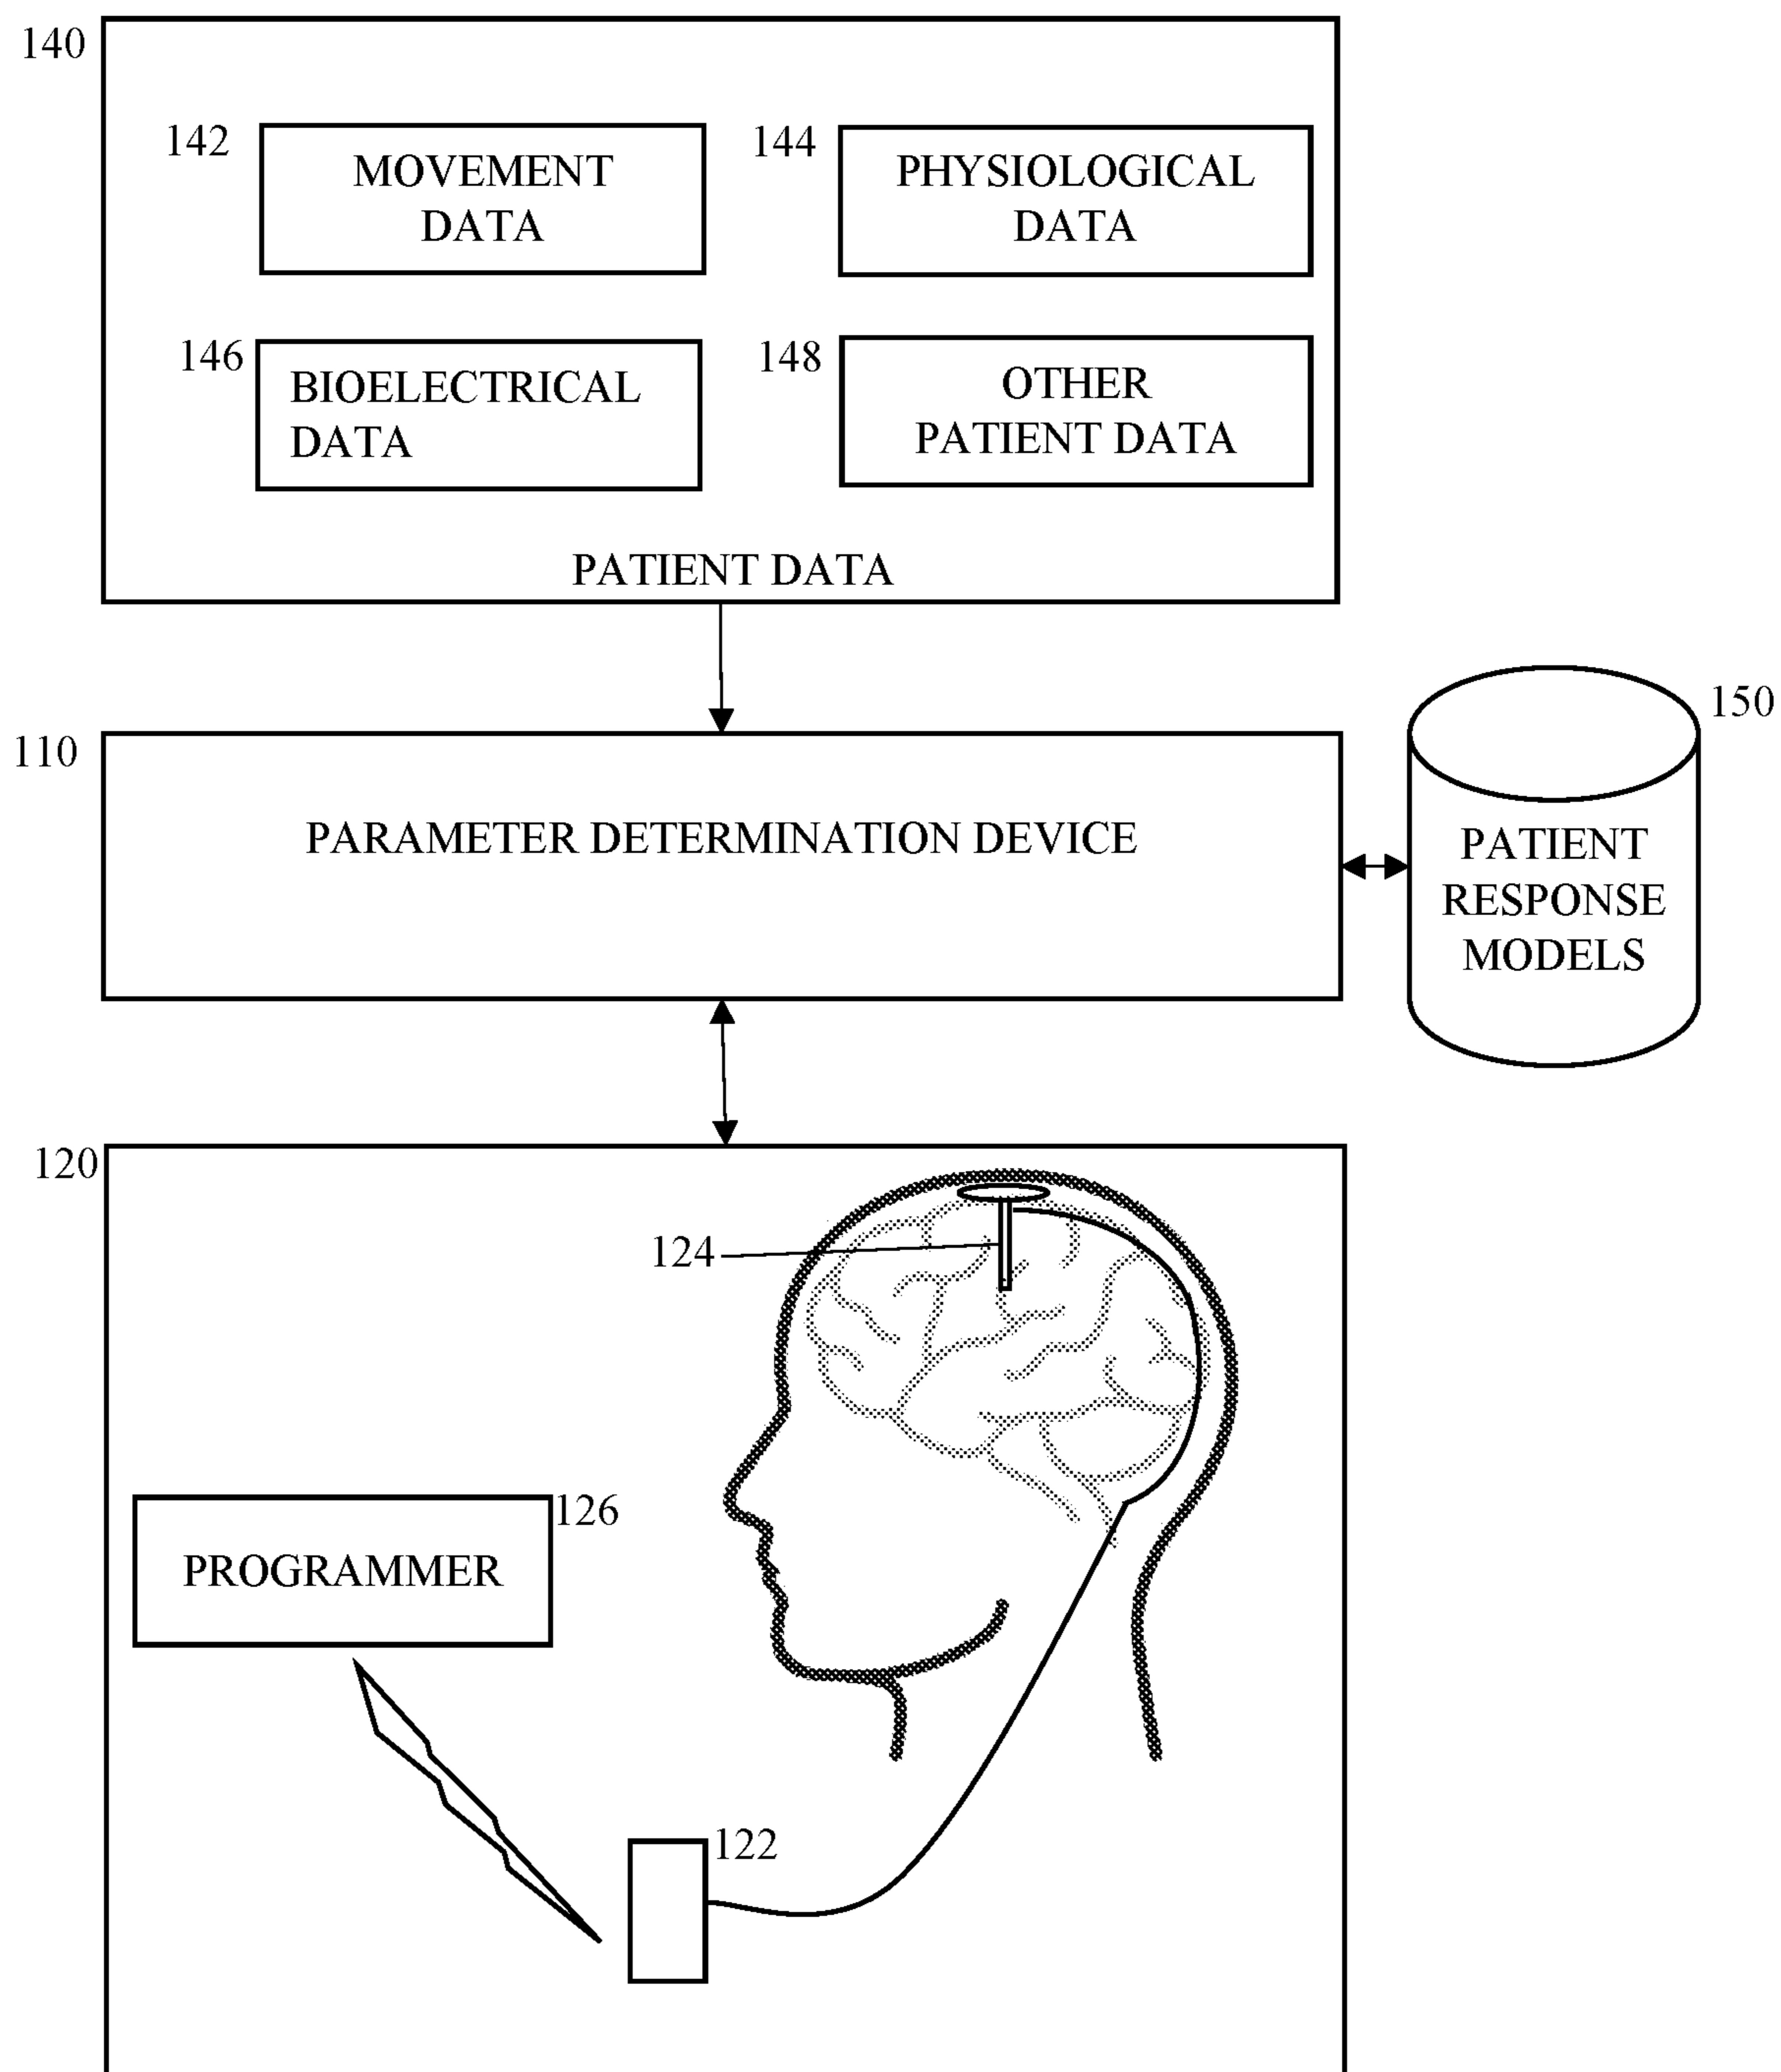 140
142
MOVEMENT
DATA
144
PHYSIOLOGICAL
DATA
146
BIOELECTRICAL
DATA
148
OTHER
PATIENT DATA
PATIENT DATA
110
PARAMETER DETERMINATION DEVICE
150
PATIENT
RESPONSE
MODELS
120
124
126
PROGRAMMER
122